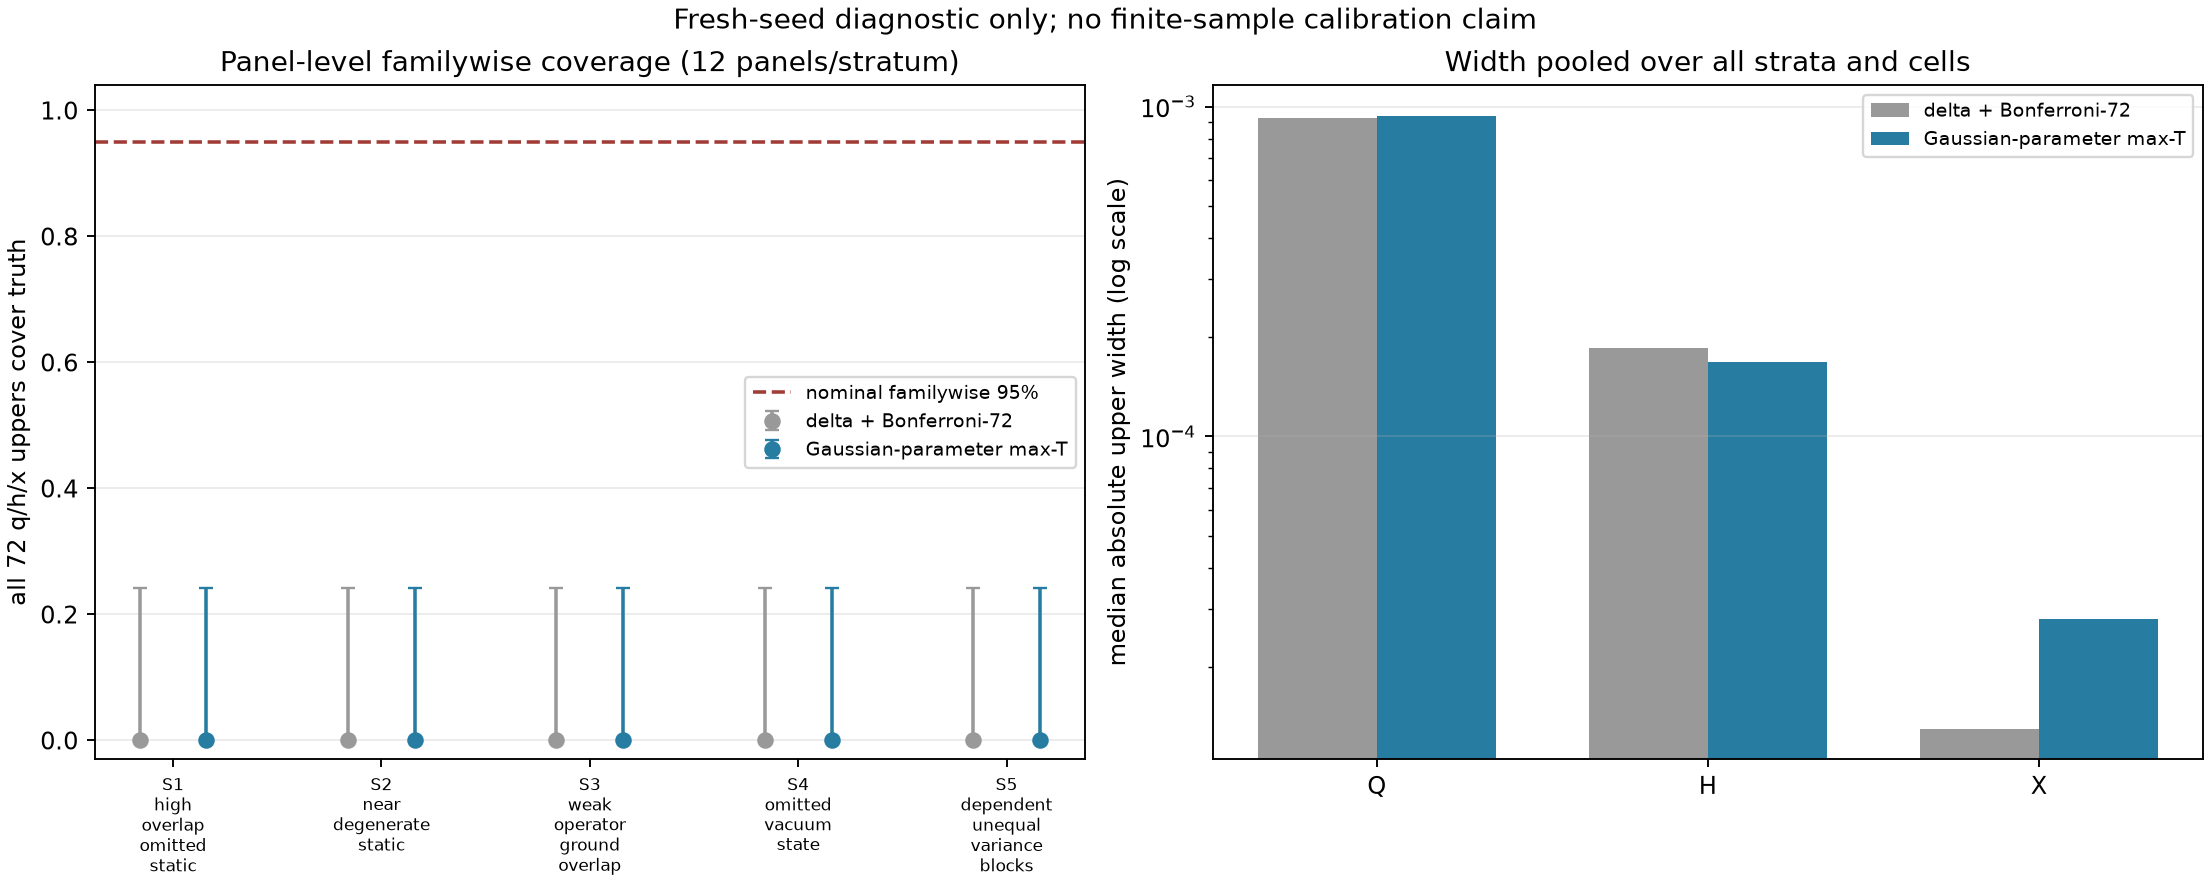 Fresh-seed diagnostic only; no finite-sample calibration claim
Panel-level familywise coverage (12 panels/stratum)
all 72 q/h/x uppers cover truth
1.0
0.8
0.6
0.4
0.2
0.0
nominal familywise 95%
delta + Bonferroni-72
Gaussian-parameter max-T
S1
high
overlap
omitted
static
S2
near
degenerate
static
S3
weak
operator
ground
overlap
S4
omitted
vacuum
state
S5
dependent
unequal
variance
blocks
Width pooled over all strata and cells
median absolute upper width (log scale)
10⁻³
10⁻⁴
delta + Bonferroni-72
Gaussian-parameter max-T
Q
H
X